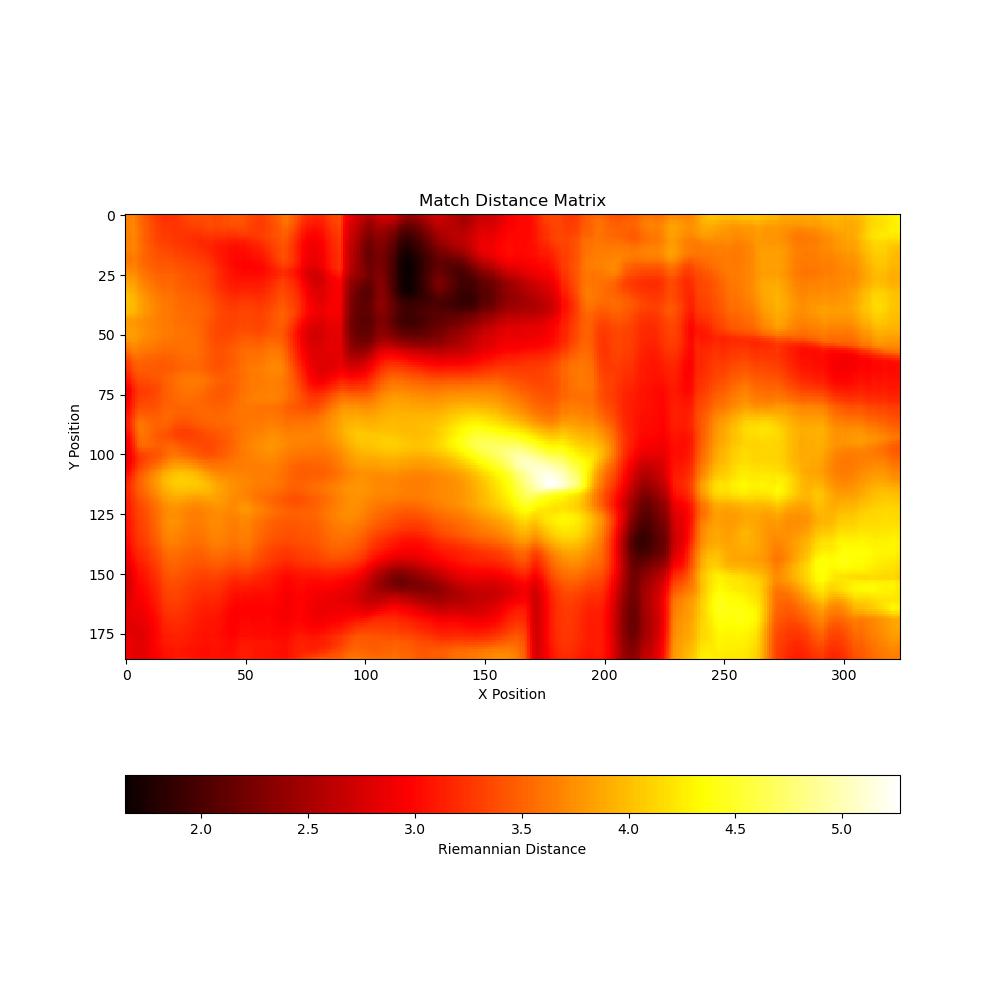 Match Distance Matrix
0
25
50
75
100
125
150
175
Y Position
0 50 100 150 200 250 300
X Position
2.0 2.5 3.0 3.5 4.0 4.5 5.0
Riemannian Distance